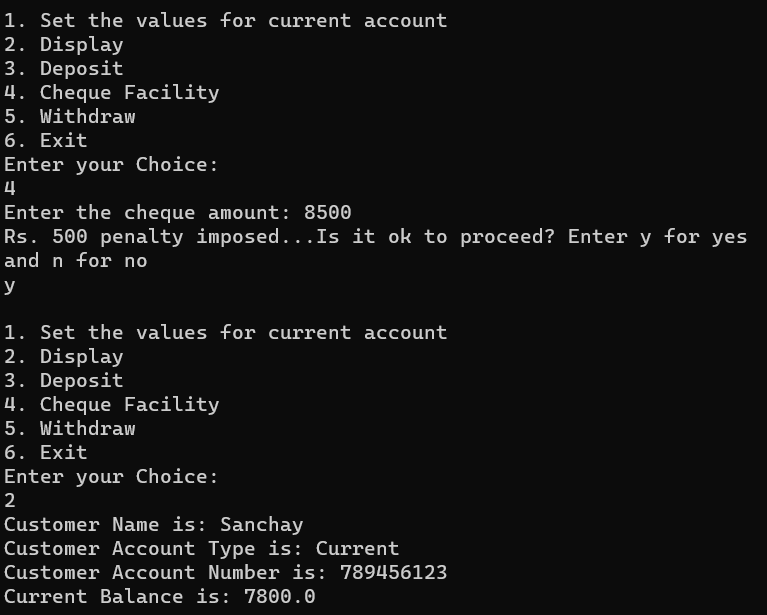 1. Set the values for current account
2. Display
3. Deposit
4. Cheque Facility
5. Withdraw
6. Exit
Enter your Choice:
4
Enter the cheque amount: 8500
Rs. 500 penalty imposed...Is it ok to proceed? Enter y for yes
and n for no
y
1. Set the values for current account
2. Display
3. Deposit
4. Cheque Facility
5. Withdraw
6. Exit
Enter your Choice:
2
Customer Name is: Sanchay
Customer Account Type is: Current
Customer Account Number is: 789456123
Current Balance is: 7800.0